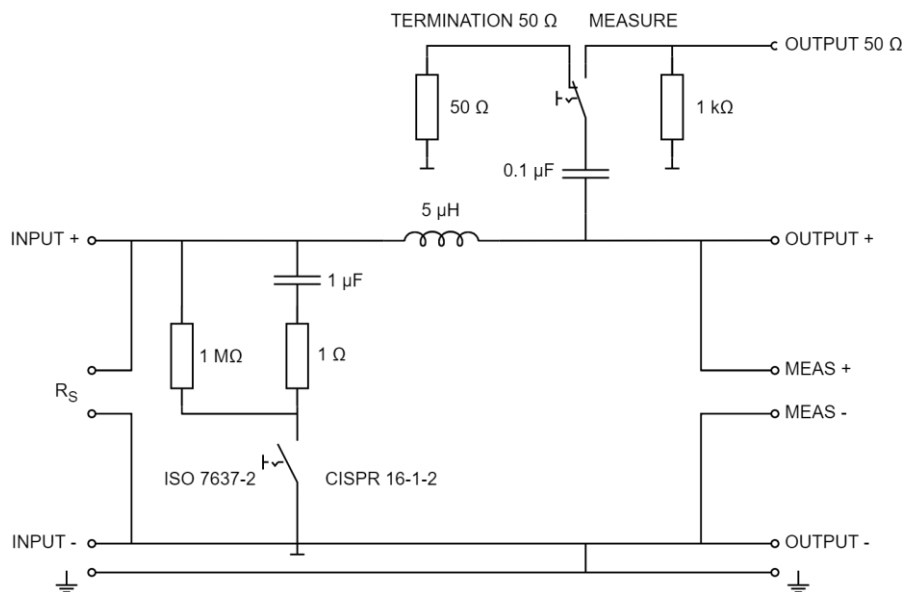 TERMINATION 50 Ω
MEASURE
OUTPUT 50 Ω
50 Ω
1 kΩ
0.1 µF
5 µH
INPUT +
OUTPUT +
1 µF
1 MΩ
1 Ω
MEAS +
R_S
MEAS -
ISO 7637-2
CISPR 16-1-2
INPUT -
OUTPUT -